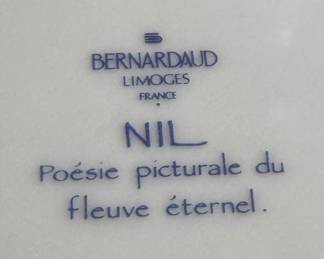 BERNARDAUD
LIMOGES
FRANCE
NIL
Poésie picturale du
fleuve éternel.